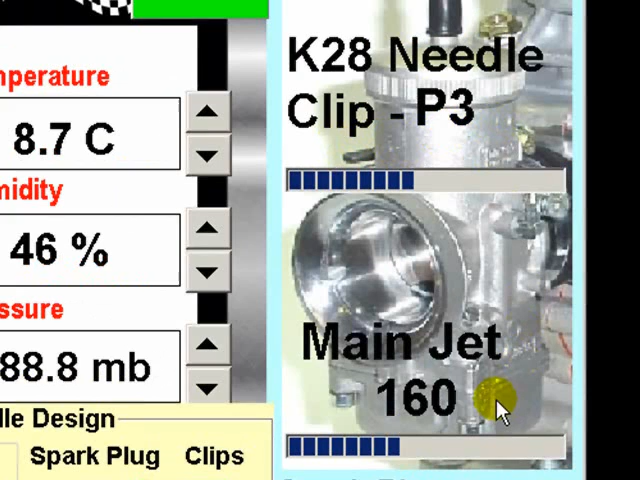 mperature
8.7 C
midity
46 %
ssure
88.8 mb
lle Design
Spark Plug Clips
K28 Needle
Clip - P3
Main Jet
160